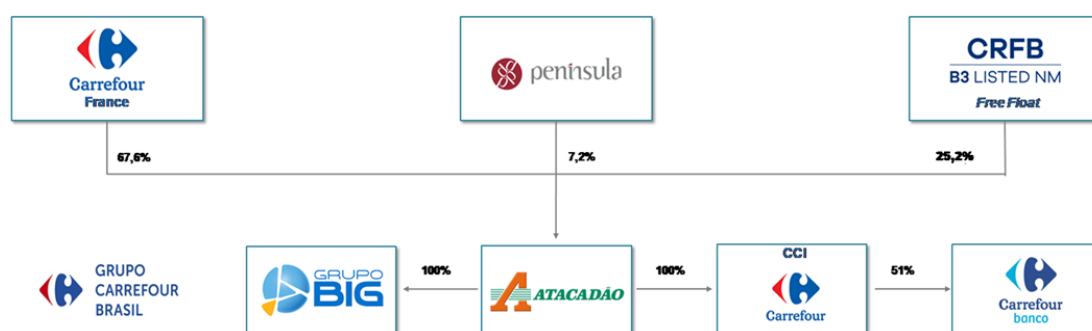 Carrefour
France
península
CRFB
B3 LISTED NM
Free Float
67,6%
7,2%
25,2%
GRUPO
CARREFOUR
BRASIL
GRUPO
BIG
100%
ATACADÃO
100%
CCI
Carrefour
51%
Carrefour
banco